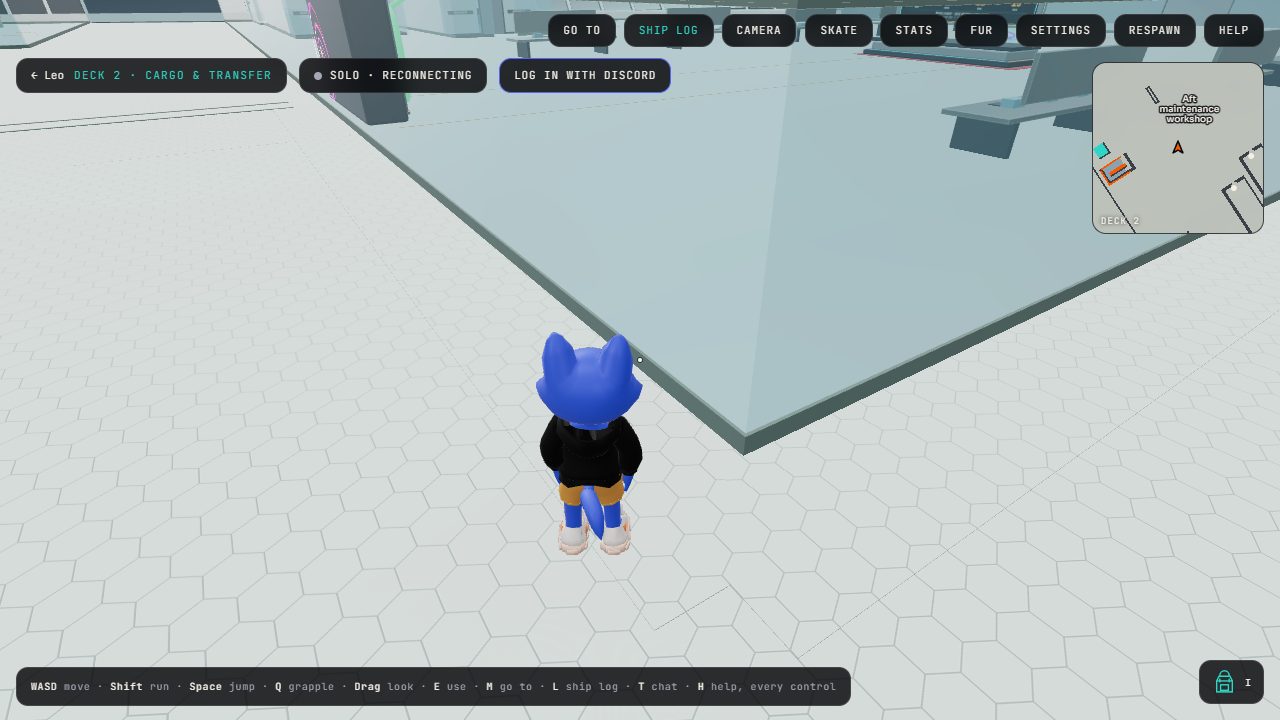 GO TO
SHIP LOG
CAMERA
SKATE
STATS
FUR
SETTINGS
RESPAWN
HELP
← Leo DECK 2 · CARGO & TRANSFER
SOLO · RECONNECTING
LOG IN WITH DISCORD
Aft
maintenance
workshop
DECK 2
WASD move · Shift run · Space jump · Q grapple · Drag look · E use · M go to · L ship log · T chat · H help, every control
I